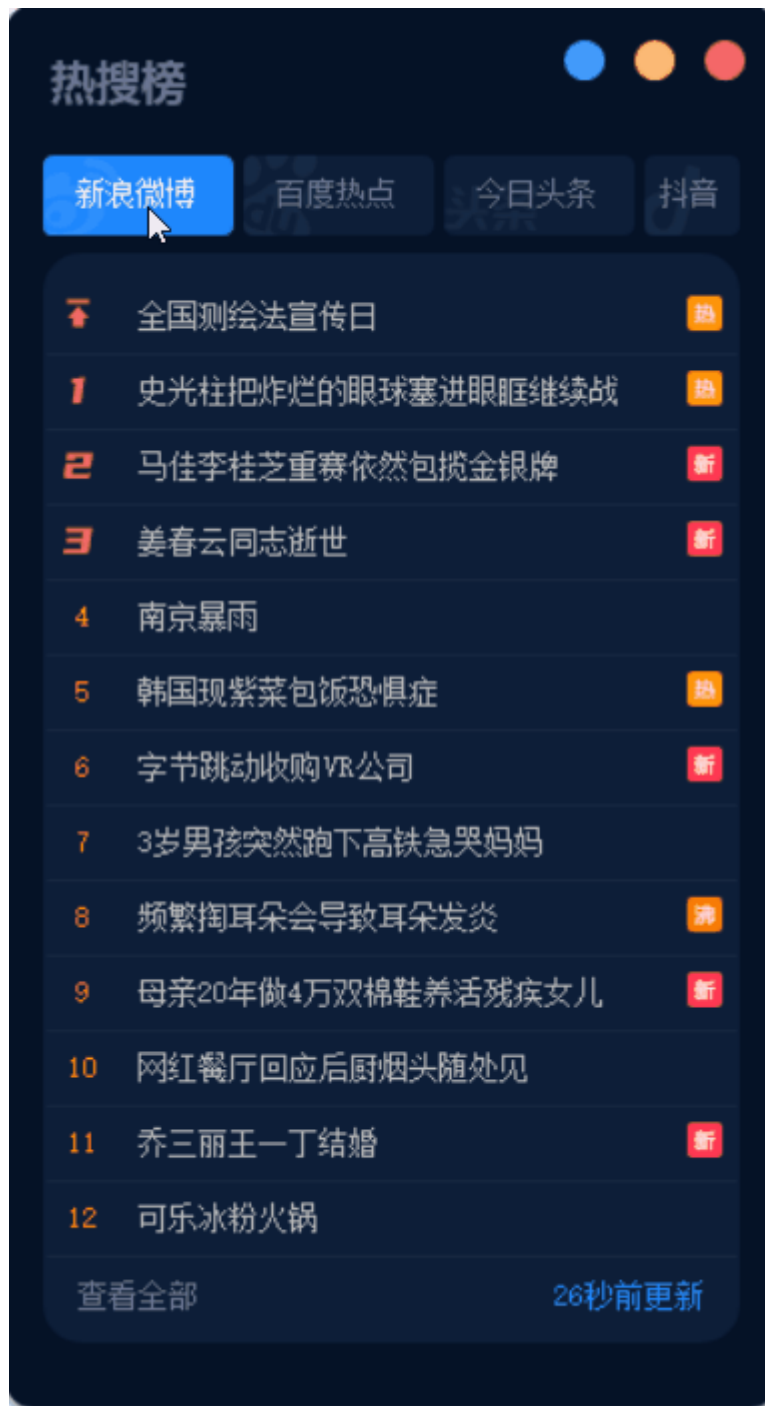 热搜榜
新浪微博 百度热点 今日头条 抖音
全国测绘法宣传日 热
1 史光柱把炸烂的眼球塞进眼眶继续战 热
2 马佳李桂芝重赛依然包揽金银牌 新
3 姜春云同志逝世 新
4 南京暴雨
5 韩国现紫菜包饭恐惧症 热
6 字节跳动收购VR公司 新
7 3岁男孩突然跑下高铁急哭妈妈
8 频繁掏耳朵会导致耳朵发炎 沸
9 母亲20年做4万双棉鞋养活残疾女儿 新
10 网红餐厅回应后厨烟头随处见
11 乔三丽王一丁结婚 新
12 可乐冰粉火锅
查看全部 26秒前更新